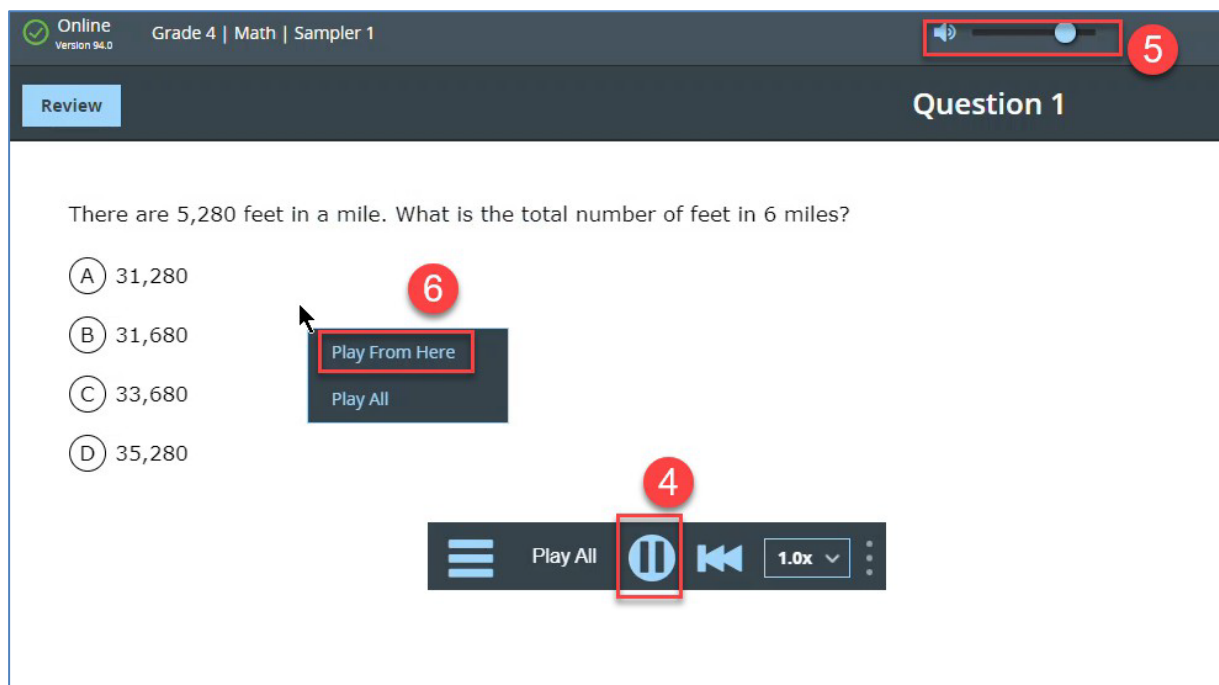 Online
Version 94.0
Grade 4 | Math | Sampler 1
5
Review
Question 1
There are 5,280 feet in a mile. What is the total number of feet in 6 miles?
A 31,280
6
B 31,680
Play From Here
C 33,680
Play All
D 35,280
4
Play All
1.0x